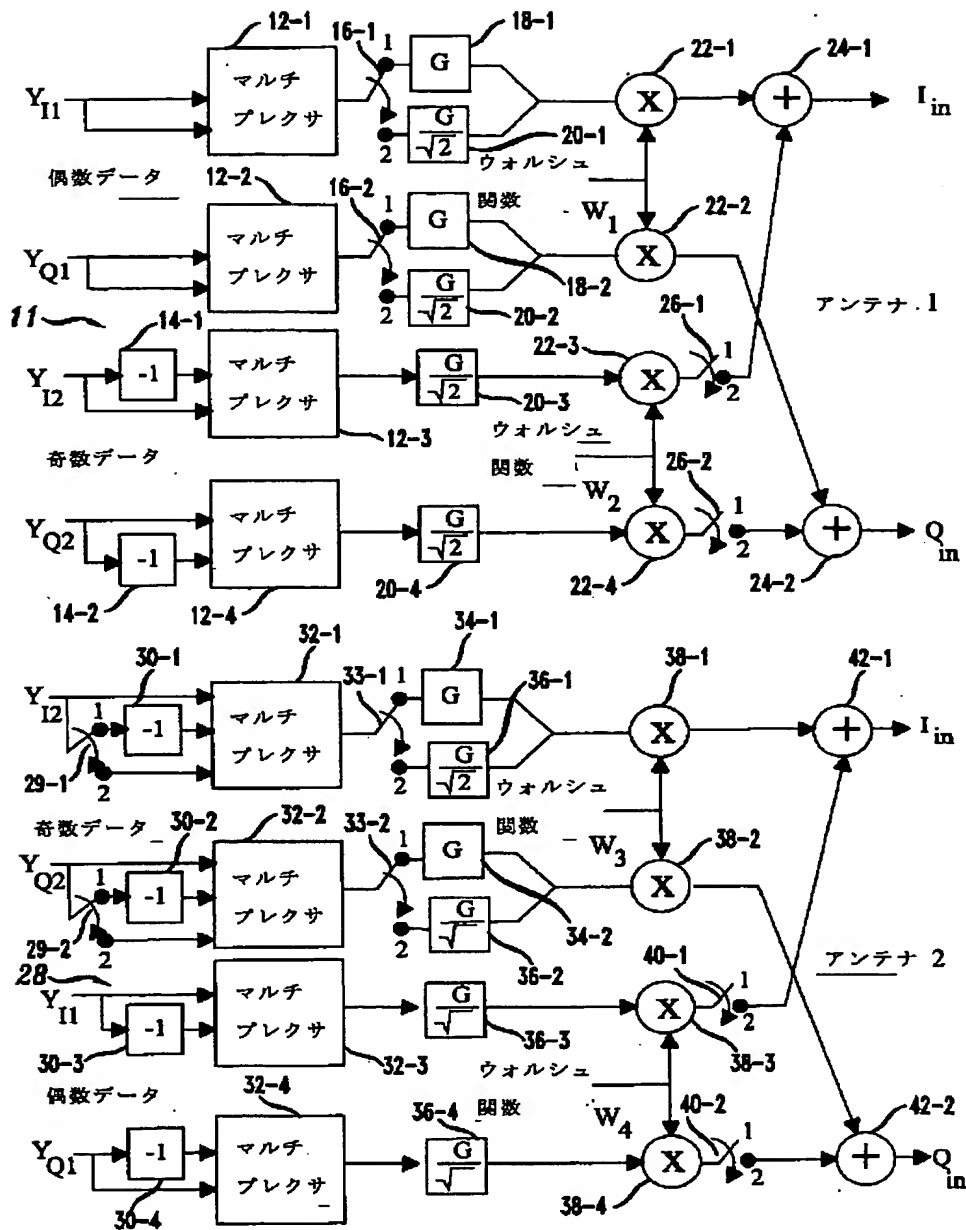 12-1
16-1
1
18-1
22-1
24-1
Y_I1
マルチ
プレクサ
G
X
+
I_in
2
G/√2
20-1
ウォルシュ
偶数データ
12-2
16-2
1
関数
W_1
22-2
Y_Q1
マルチ
プレクサ
G
X
18-2
2
G/√2
20-2
アンテナ.1
11
14-1
22-3
26-1
1
Y_I2
-1
マルチ
プレクサ
G/√2
X
2
20-3
12-3
ウォルシュ
奇数データ
関数
26-2
W_2
1
Y_Q2
マルチ
プレクサ
G/√2
X
2
+
Q_in
-1
20-4
22-4
24-2
14-2
12-4
32-1
34-1
30-1
33-1
1
38-1
42-1
Y_I2
1
-1
マルチ
プレクサ
G
36-1
X
+
I_in
29-1
2
2
G/√2
ウォルシュ
奇数データ
30-2
32-2
33-2
1
関数
W_3
38-2
Y_Q2
1
-1
マルチ
プレクサ
G
X
34-2
29-2
2
2
G/√
36-2
アンテナ 2
28
40-1
1
Y_I1
マルチ
プレクサ
G/√
X
2
-1
36-3
38-3
30-3
32-3
ウォルシュ
偶数データ
32-4
36-4
関数
40-2
42-2
W_4
1
Y_Q1
-1
マルチ
プレクサ
G/√
X
2
+
Q_in
30-4
38-4